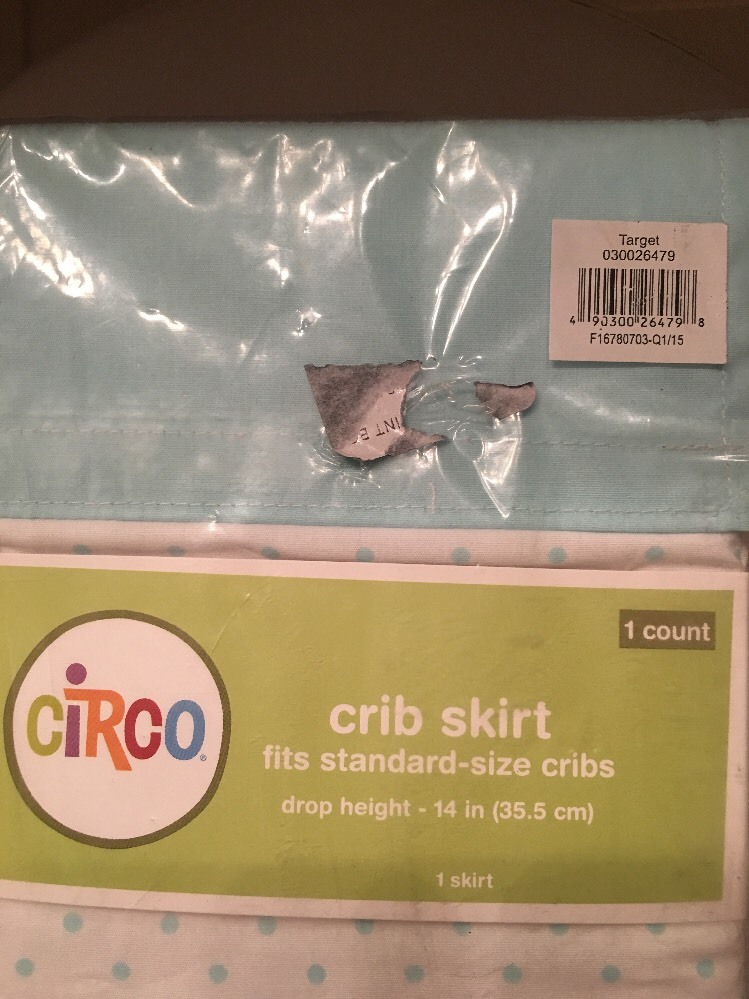 Target
030026479
4 90300 26479 8
F16780703-Q1/15
INT
1 count
CiRCO®
crib skirt
fits standard-size cribs
drop height - 14 in (35.5 cm)
1 skirt